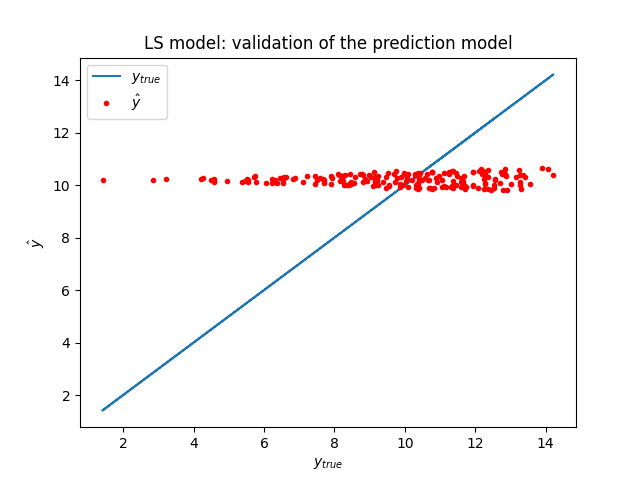 LS model: validation of the prediction model
y_true
ŷ
14
12
10
8
6
4
2
ŷ
2 4 6 8 10 12 14
y_true